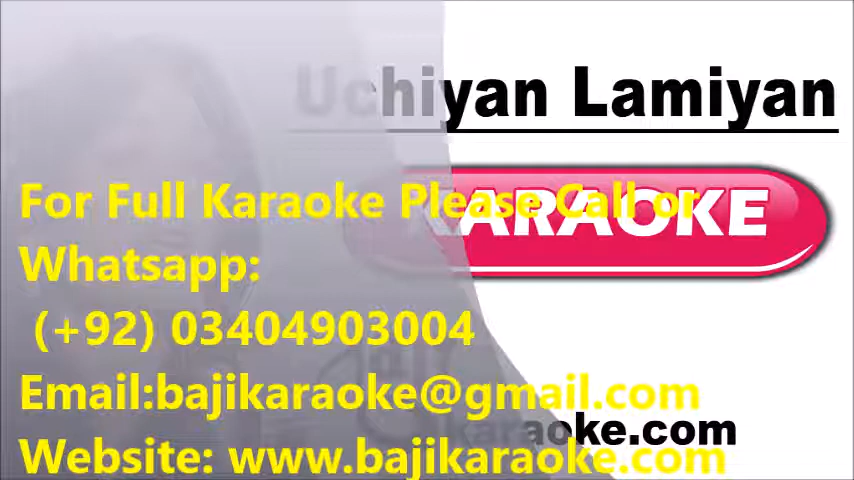 Uchiyan Lamiyan
KARAOKE
For Full Karaoke Please Call or
Whatsapp:
(+92) 03404903004
Email:bajikaraoke@gmail.com
karaoke.com
Website: www.bajikaraoke.com